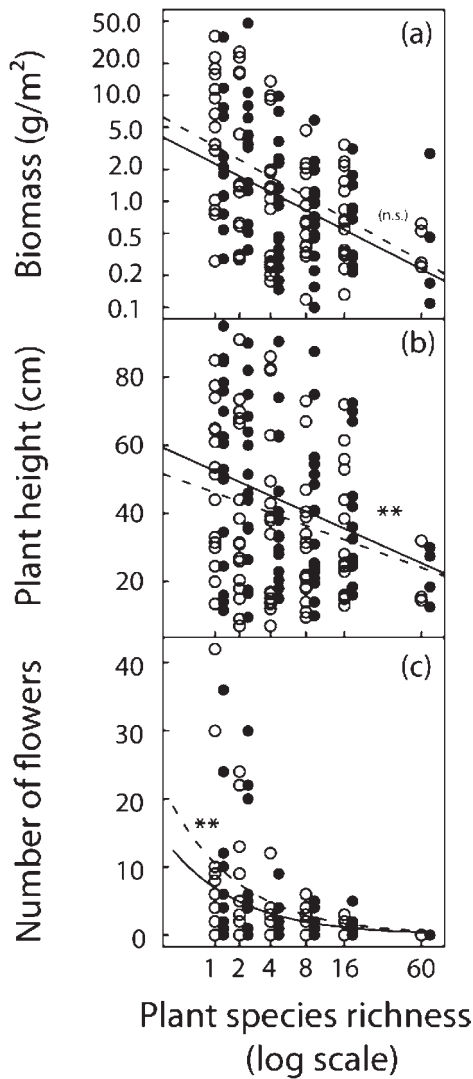 (a)
Biomass (g/m²)
50.0
20.0
10.0
5.0
2.0
1.0
0.5
0.2
0.1
(n.s.)
(b)
Plant height (cm)
80
60
40
20
**
(c)
Number of flowers
40
30
20
10
0
**
1 2 4 8 16 60
Plant species richness
(log scale)